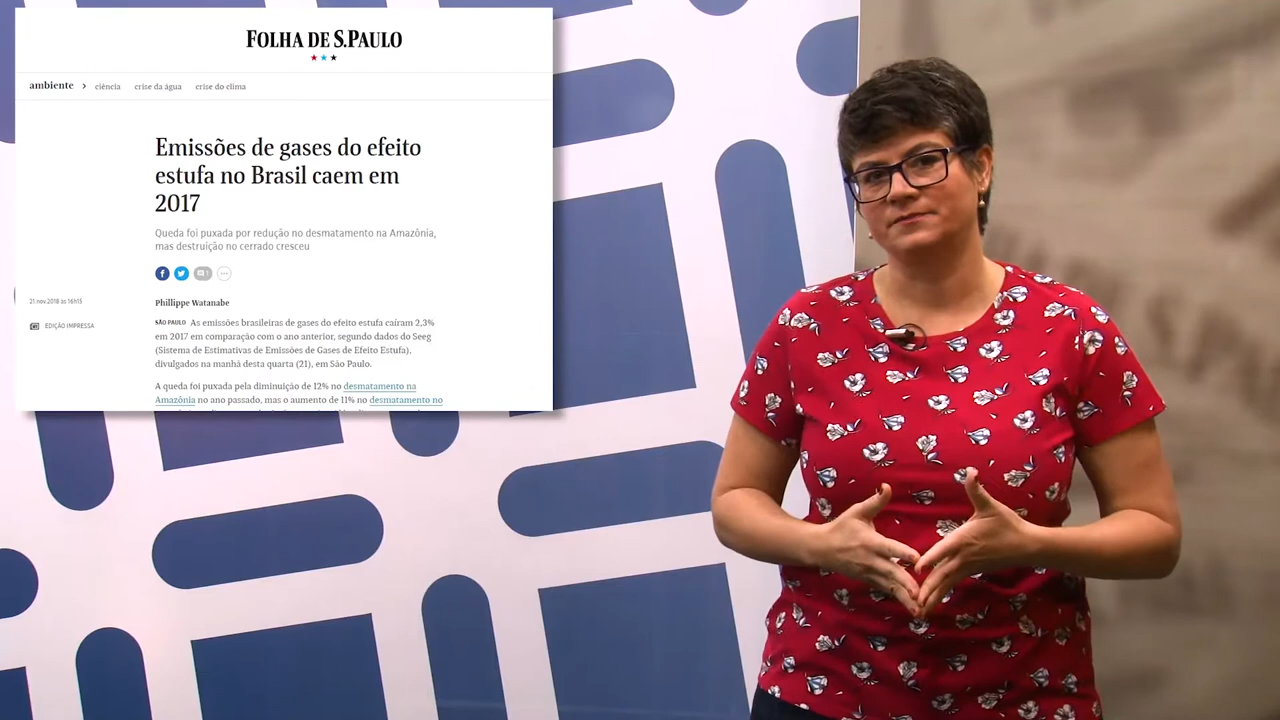 FOLHA DE S.PAULO
ambiente > ciência crise da água crise do clima
Emissões de gases do efeito
estufa no Brasil caem em
2017
Queda foi puxada por redução no desmatamento na Amazônia,
mas destruição no cerrado cresceu
21.nov.2018 às 16h15
EDIÇÃO IMPRESSA
Phillippe Watanabe
SÃO PAULO As emissões brasileiras de gases do efeito estufa caíram 2,3%
em 2017 em comparação com o ano anterior, segundo dados do Seeg
(Sistema de Estimativas de Emissões de Gases de Efeito Estufa),
divulgados na manhã desta quarta (21), em São Paulo.
A queda foi puxada pela diminuição de 12% no desmatamento na
Amazônia no ano passado, mas o aumento de 11% no desmatamento no